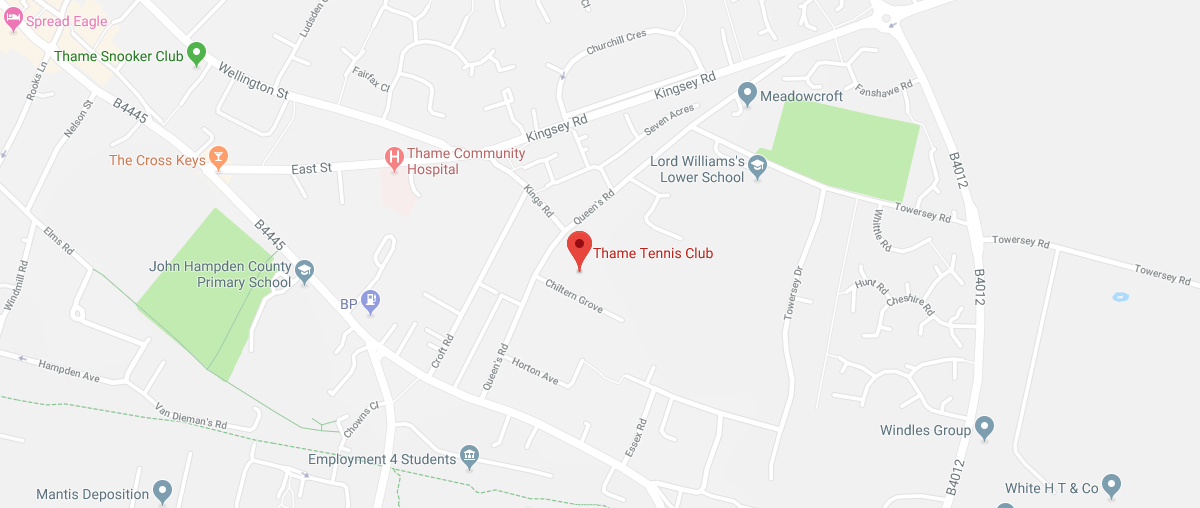 Spread Eagle
Ludsden Gr
Cl
Churchill Cres
Thame Snooker Club
Wellington St
Fairfax Cl
Kingsey Rd
Rooks Ln
Nelson St
B4445
Meadowcroft
Fanshawe Rd
Seven Acres
Kingsey Rd
The Cross Keys
East St
Thame Community
Hospital
Lord Williams's
Lower School
B4012
Kings Rd
Queen's Rd
Whittle Rd
Towersey Rd
B4445
Elms Rd
Towersey Rd
Thame Tennis Club
Windmill Rd
John Hampden County
Primary School
Towersey Dr
Towersey Rd
B4012
BP
Chiltern Grove
Hunt Rd
Cheshire Rd
Croft Rd
Queen's Rd
Hampden Ave
Horton Ave
Van Dieman's Rd
Chowns Cl
Essex Rd
Windles Group
Employment 4 Students
B4012
Mantis Deposition
White H T & Co